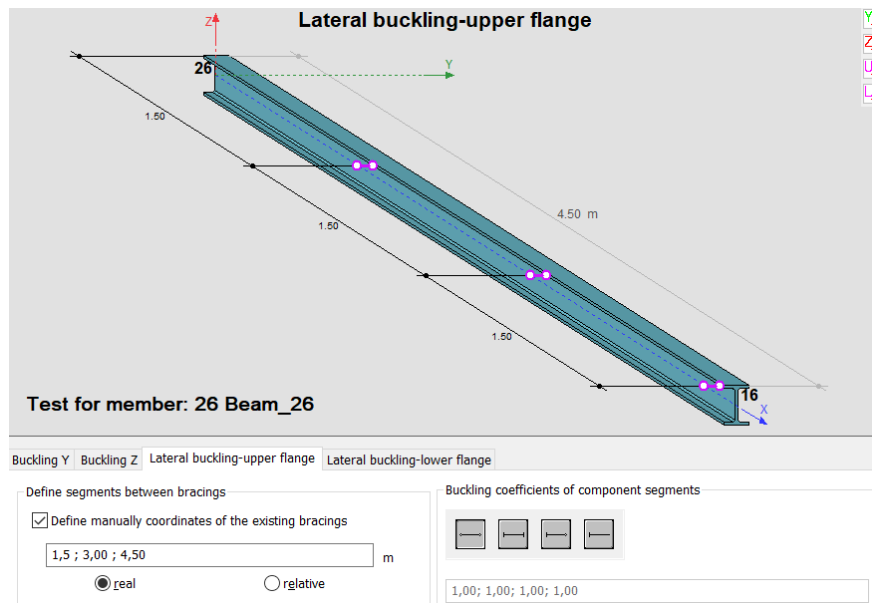 Lateral buckling-upper flange
Z
Y
26
1.50
4.50 m
1.50
1.50
16
X
Test for member: 26 Beam_26
Y
Z
Buckling Y Buckling Z Lateral buckling-upper flange Lateral buckling-lower flange
Define segments between bracings
Define manually coordinates of the existing bracings
1,5 ; 3,00 ; 4,50 m
real relative
Buckling coefficients of component segments
1,00; 1,00; 1,00; 1,00